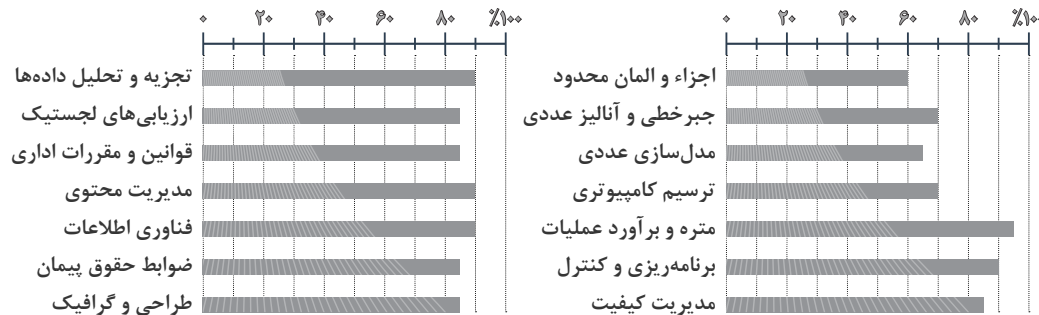 ۰ ۲۰ ۴۰ ۶۰ ۸۰ ٪۱۰۰
اجزاء و المان محدود
جبرخطی و آنالیز عددی
مدل‌سازی عددی
ترسیم کامپیوتری
متره و برآورد عملیات
برنامه‌ریزی و کنترل
مدیریت کیفیت
۰ ۲۰ ۴۰ ۶۰ ۸۰ ٪۱۰۰
تجزیه و تحلیل داده‌ها
ارزیابی‌های لجستیک
قوانین و مقررات اداری
مدیریت محتوی
فناوری اطلاعات
ضوابط حقوق پیمان
طراحی و گرافیک